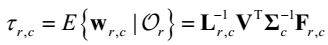 τ_{r,c} = E{w_{r,c} | O_r} = L_{r,c}^{-1} V^T Σ_c^{-1} F_{r,c}